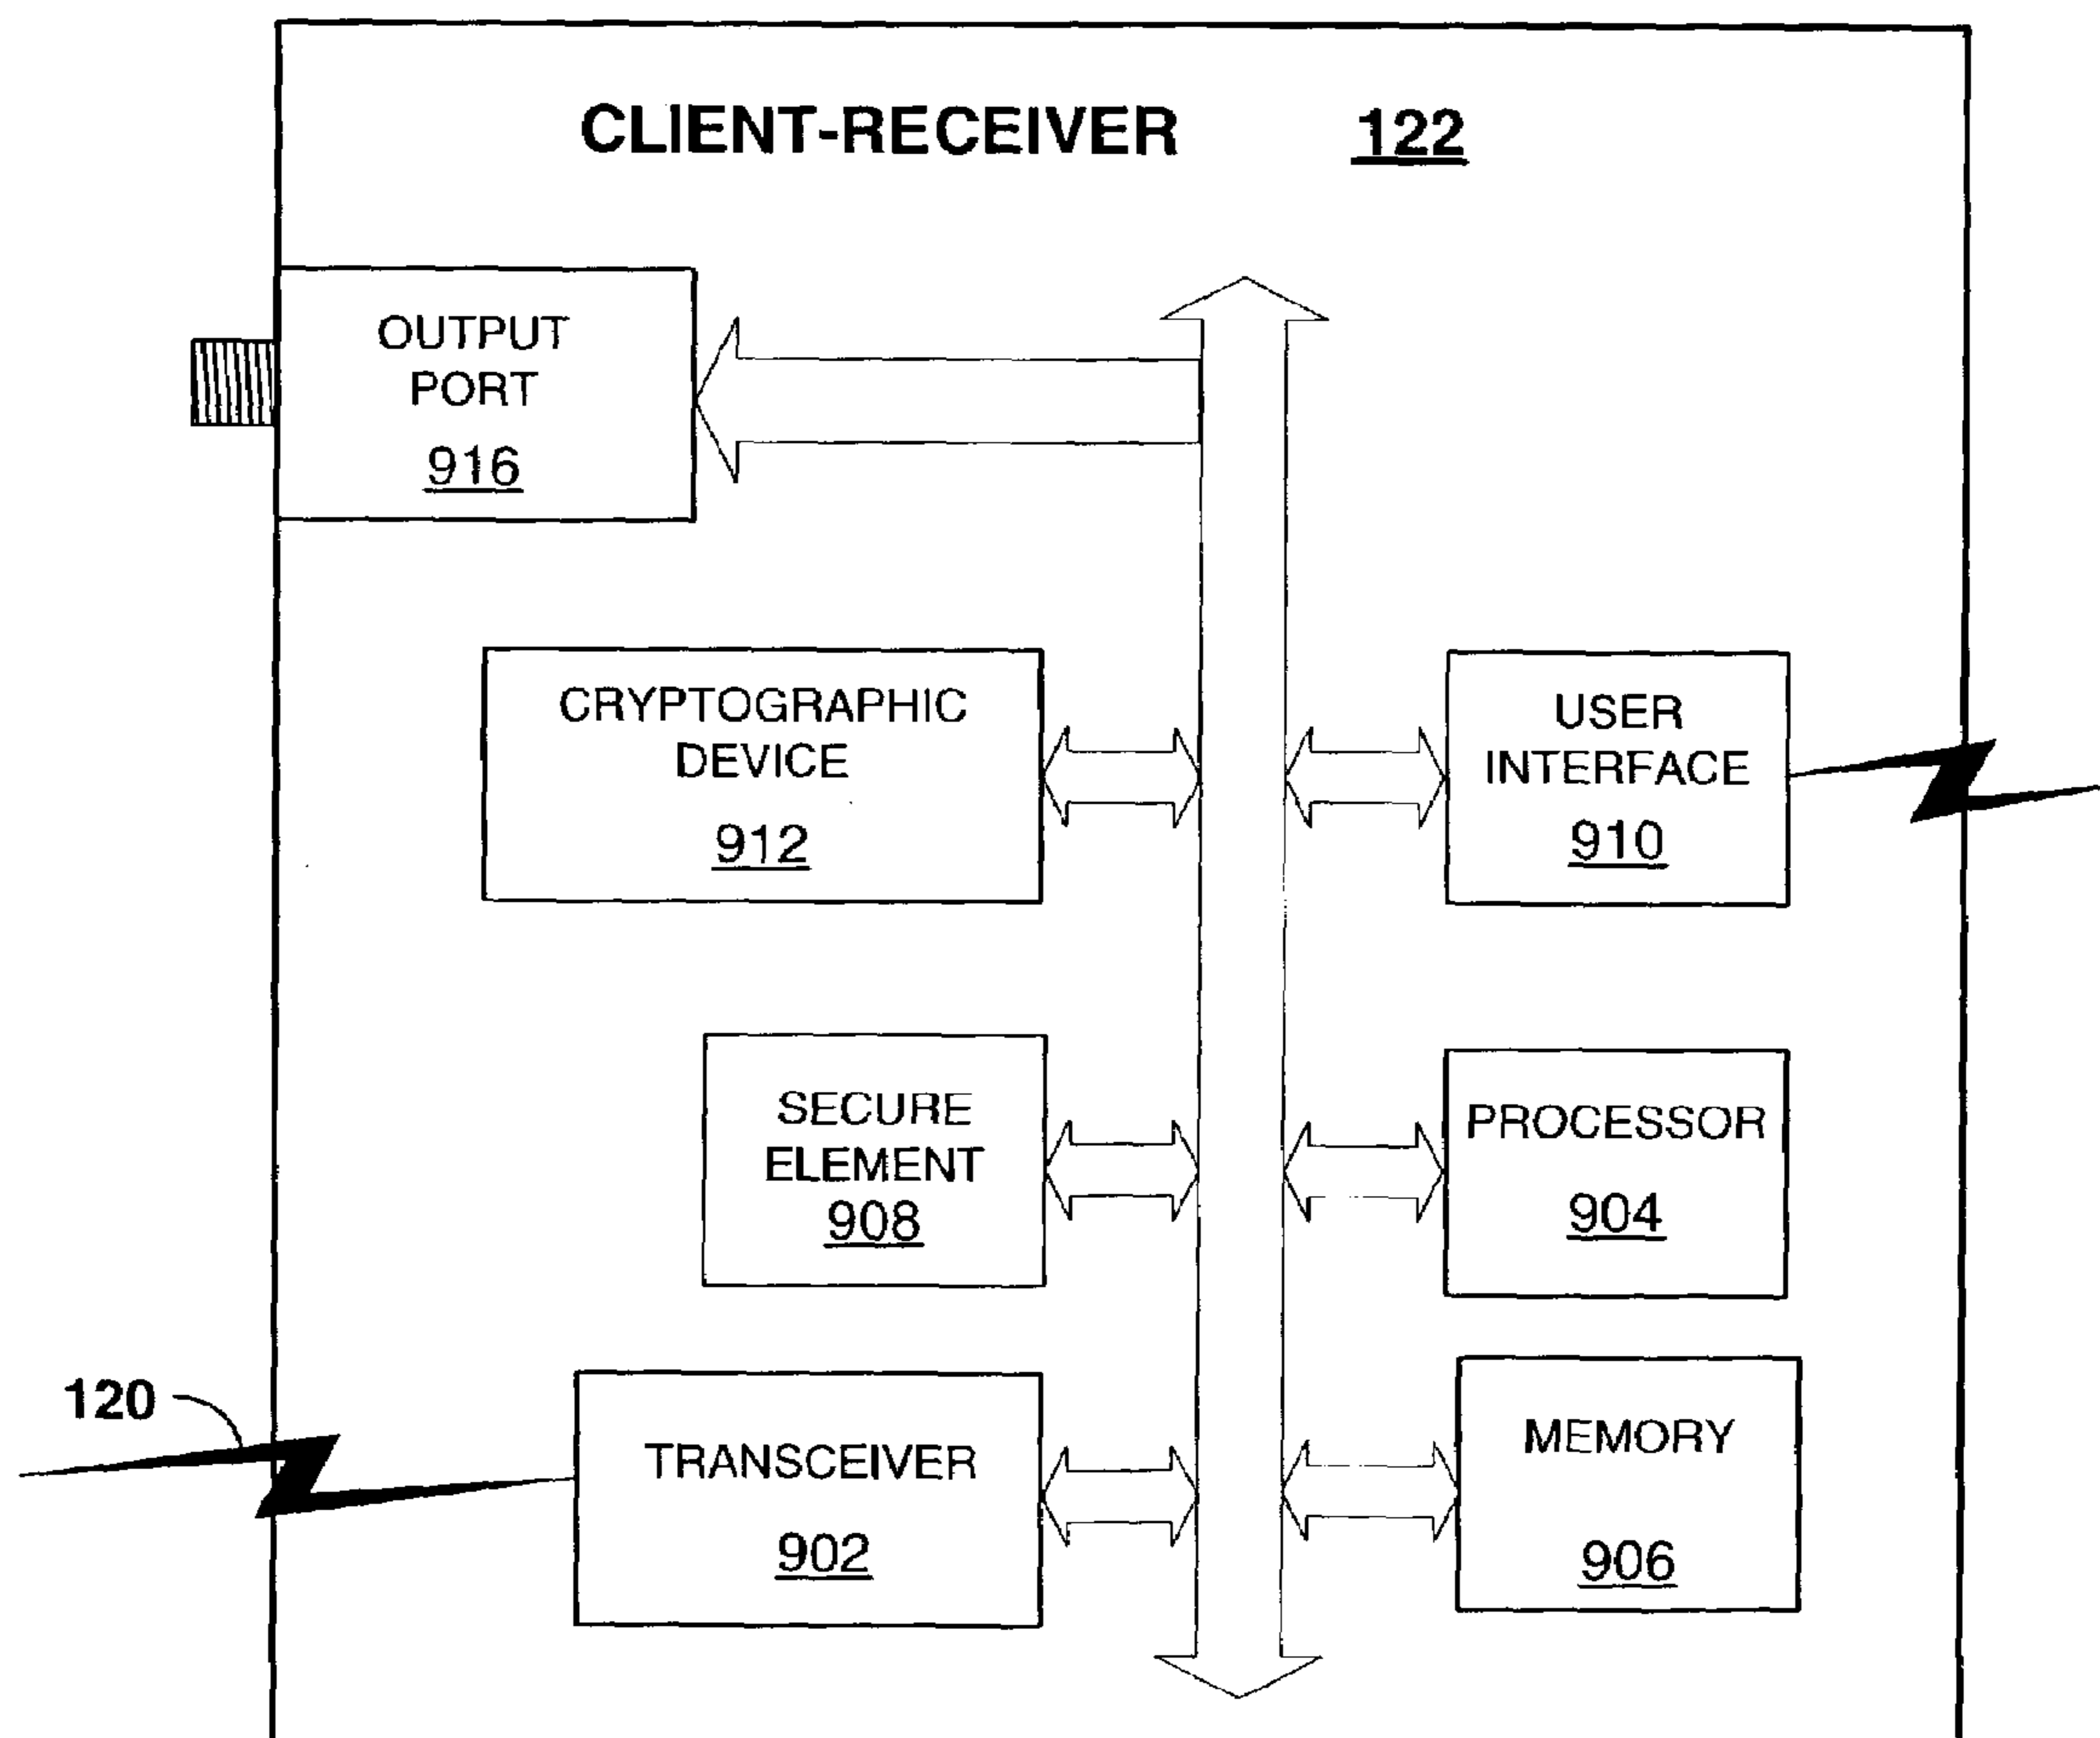 CLIENT-RECEIVER 122
OUTPUT
PORT
916
CRYPTOGRAPHIC
DEVICE
912
USER
INTERFACE
910
SECURE
ELEMENT
908
PROCESSOR
904
120
TRANSCEIVER
902
MEMORY
906